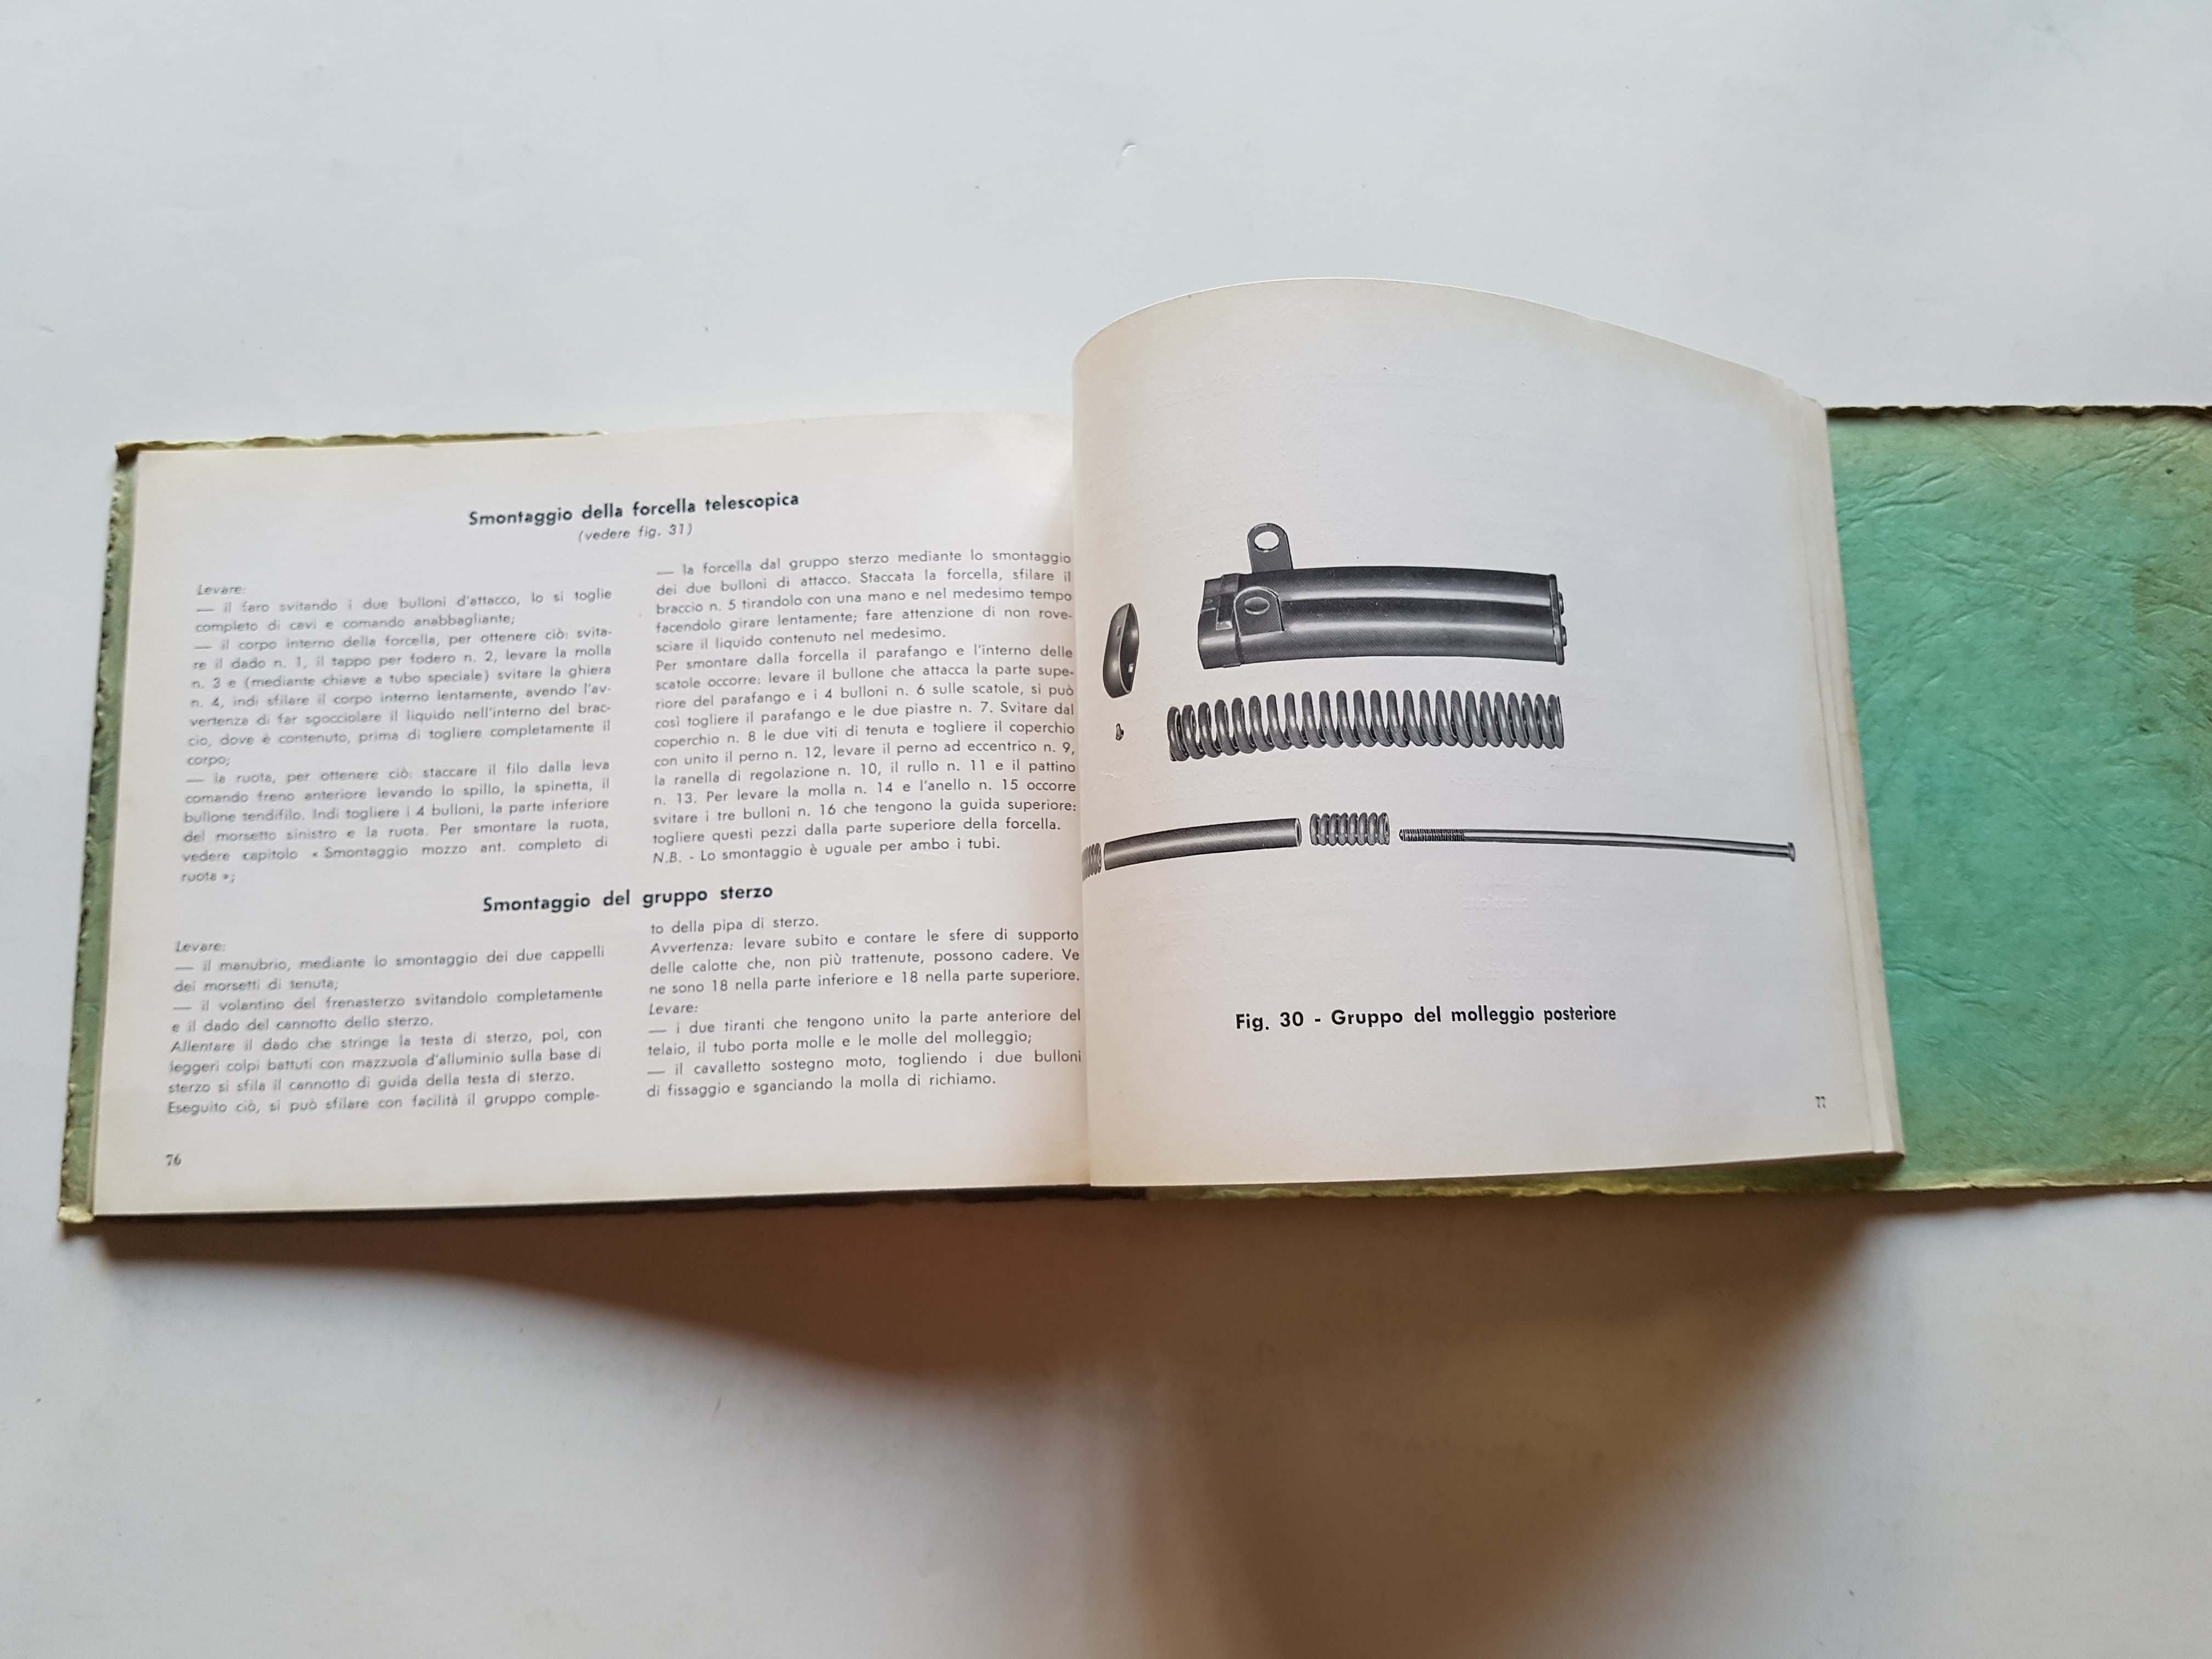 Smontaggio della forcella telescopica
(vedere fig. 31)
Levare:
— il faro svitando i due bulloni d'attacco, lo si toglie
completo di cavi e comando anabbagliante;
— il corpo interno della forcella, per ottenere ciò: svita-
re il dado n. 1, il tappo per fodero n. 2, levare la molla
n. 3 e (mediante chiave a tubo speciale) svitare la ghiera
n. 4, indi sfilare il corpo interno lentamente, avendo l'av-
vertenza di far sgocciolare il liquido nell'interno del brac-
cio, dove è contenuto, prima di togliere completamente il
corpo;
— la ruota, per ottenere ciò: staccare il filo dalla leva
comando freno anteriore levando lo spillo, la spinetta, il
bullone tendifilo. Indi togliere i 4 bulloni, la parte inferiore
del morsetto sinistro e la ruota. Per smontare la ruota,
vedere capitolo « Smontaggio mozzo ant. completo di
ruota »;
— la forcella dal gruppo sterzo mediante lo smontaggio
dei due bulloni di attacco. Staccata la forcella, sfilare il
braccio n. 5 tirandolo con una mano e nel medesimo tempo
facendolo girare lentamente; fare attenzione di non rove-
sciare il liquido contenuto nel medesimo.
Per smontare dalla forcella il parafango e l'interno delle
scatole occorre: levare il bullone che attacca la parte supe-
riore del parafango e i 4 bulloni n. 6 sulle scatole, si può
così togliere il parafango e le due piastre n. 7. Svitare dal
coperchio n. 8 le due viti di tenuta e togliere il coperchio
con unito il perno n. 12, levare il perno ad eccentrico n. 9,
la ranella di regolazione n. 10, il rullo n. 11 e il pattino
n. 13. Per levare la molla n. 14 e l'anello n. 15 occorre
svitare i tre bulloni n. 16 che tengono la guida superiore:
togliere questi pezzi dalla parte superiore della forcella.
N.B. - Lo smontaggio è uguale per ambo i tubi.
Smontaggio del gruppo sterzo
Levare:
— il manubrio, mediante lo smontaggio dei due cappelli
dei morsetti di tenuta;
— il volantino del frenasterzo svitandolo completamente
e il dado del cannotto dello sterzo.
Allentare il dado che stringe la testa di sterzo, poi, con
leggeri colpi battuti con mazzuola d'alluminio sulla base di
sterzo si sfila il cannotto di guida della testa di sterzo.
Eseguito ciò, si può sfilare con facilità il gruppo comple-
to della pipa di sterzo.
Avvertenza: levare subito e contare le sfere di supporto
delle calotte che, non più trattenute, possono cadere. Ve
ne sono 18 nella parte inferiore e 18 nella parte superiore.
Levare:
— i due tiranti che tengono unito la parte anteriore del
telaio, il tubo porta molle e le molle del molleggio;
— il cavalletto sostegno moto, togliendo i due bulloni
di fissaggio e sganciando la molla di richiamo.
76
Fig. 30 - Gruppo del molleggio posteriore
77